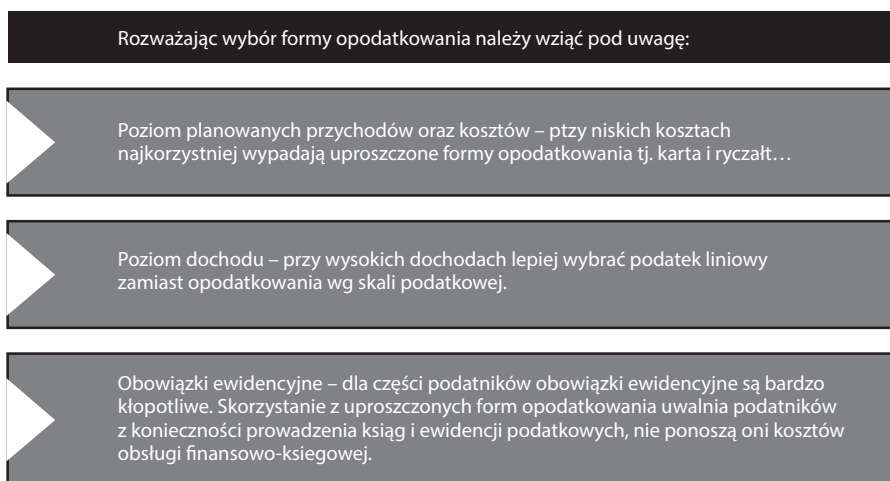 Rozważając wybór formy opodatkowania należy wziąć pod uwagę:
Poziom planowanych przychodów oraz kosztów – ptzy niskich kosztach
najkorzystniej wypadają uproszczone formy opodatkowania tj. karta i ryczałt…
Poziom dochodu – przy wysokich dochodach lepiej wybrać podatek liniowy
zamiast opodatkowania wg skali podatkowej.
Obowiązki ewidencyjne – dla części podatników obowiązki ewidencyjne są bardzo
kłopotliwe. Skorzystanie z uproszczonych form opodatkowania uwalnia podatników
z konieczności prowadzenia ksiąg i ewidencji podatkowych, nie ponoszą oni kosztów
obsługi finansowo-ksiegowej.